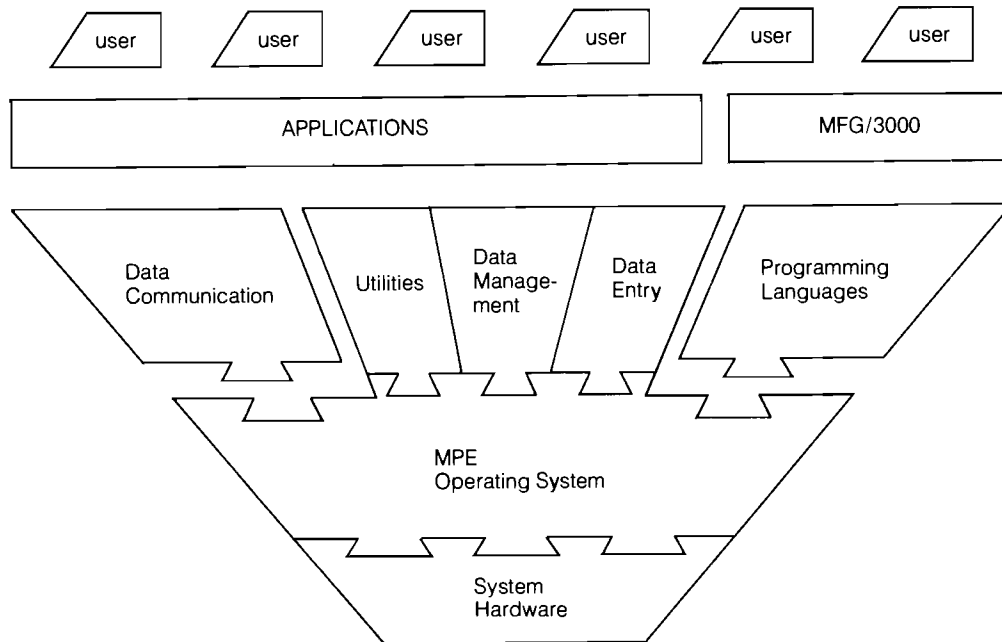 user
user
user
user
user
user
APPLICATIONS
MFG/3000
Data
Communication
Utilities
Data
Manage-
ment
Data
Entry
Programming
Languages
MPE
Operating System
System
Hardware